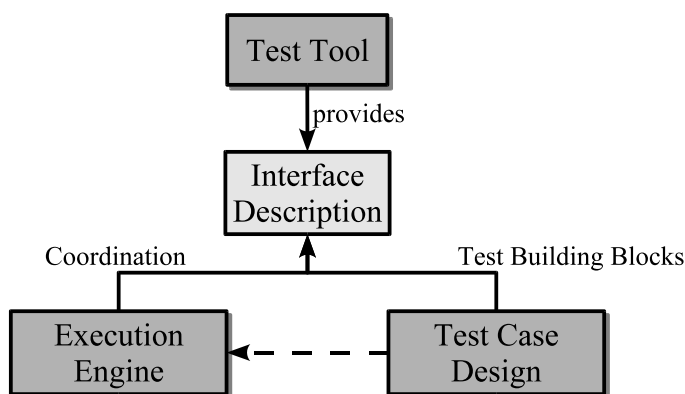 Test Tool
provides
Interface
Description
Coordination
Test Building Blocks
Execution
Engine
Test Case
Design